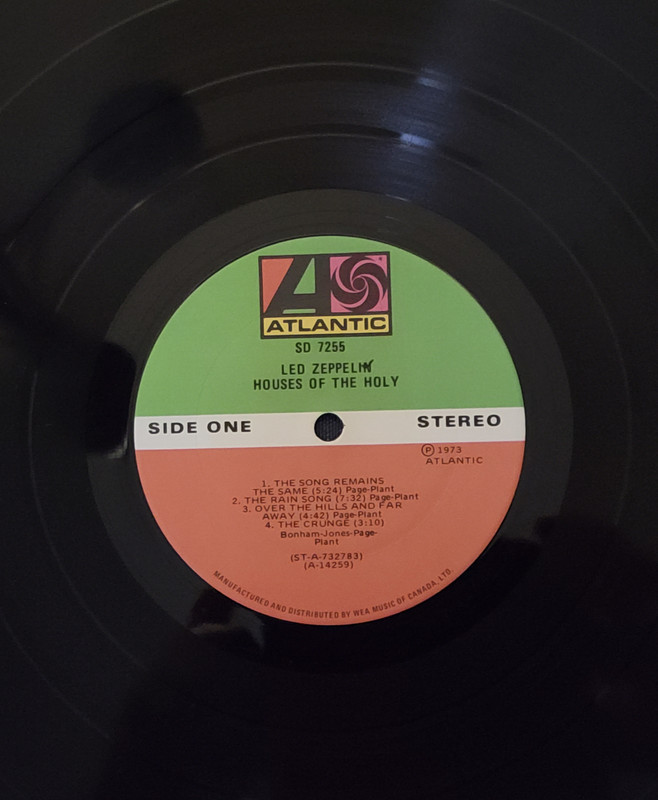 ATLANTIC
SD 7255
LED ZEPPELIN
HOUSES OF THE HOLY
SIDE ONE
STEREO
Ⓟ 1973
ATLANTIC
1. THE SONG REMAINS
THE SAME (5:24) Page-Plant
2. THE RAIN SONG (7:32) Page-Plant
3. OVER THE HILLS AND FAR
AWAY (4:42) Page-Plant
4. THE CRUNGE (3:10)
Bonham-Jones-Page-
Plant
(ST-A-732783)
(A-14259)
MANUFACTURED AND DISTRIBUTED BY WEA MUSIC OF CANADA, LTD.